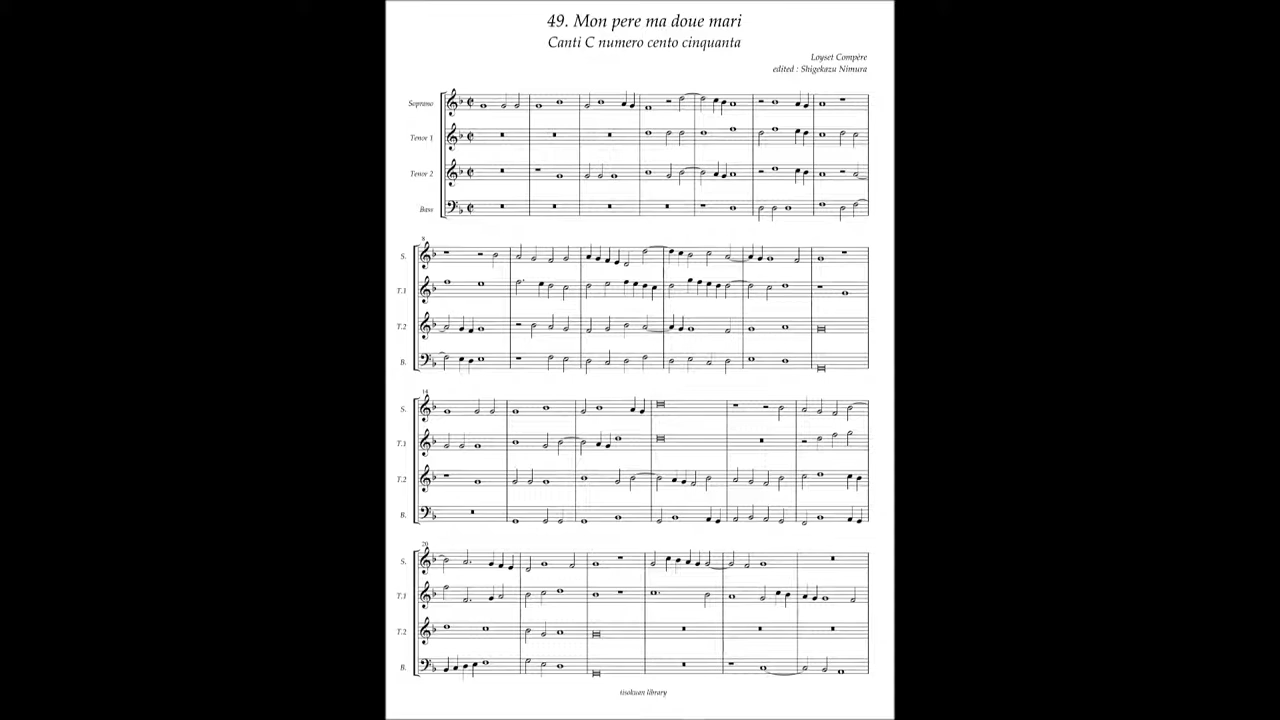 49. Mon pere ma doue mari
Canti C numero cento cinquanta
Loyset Compère
edited : Shigekazu Nimura
Soprano
Tenor 1
Tenor 2
Bass
8
S.
T.1
T.2
B.
14
S.
T.1
T.2
B.
20
S.
T.1
T.2
B.
tisokuan library